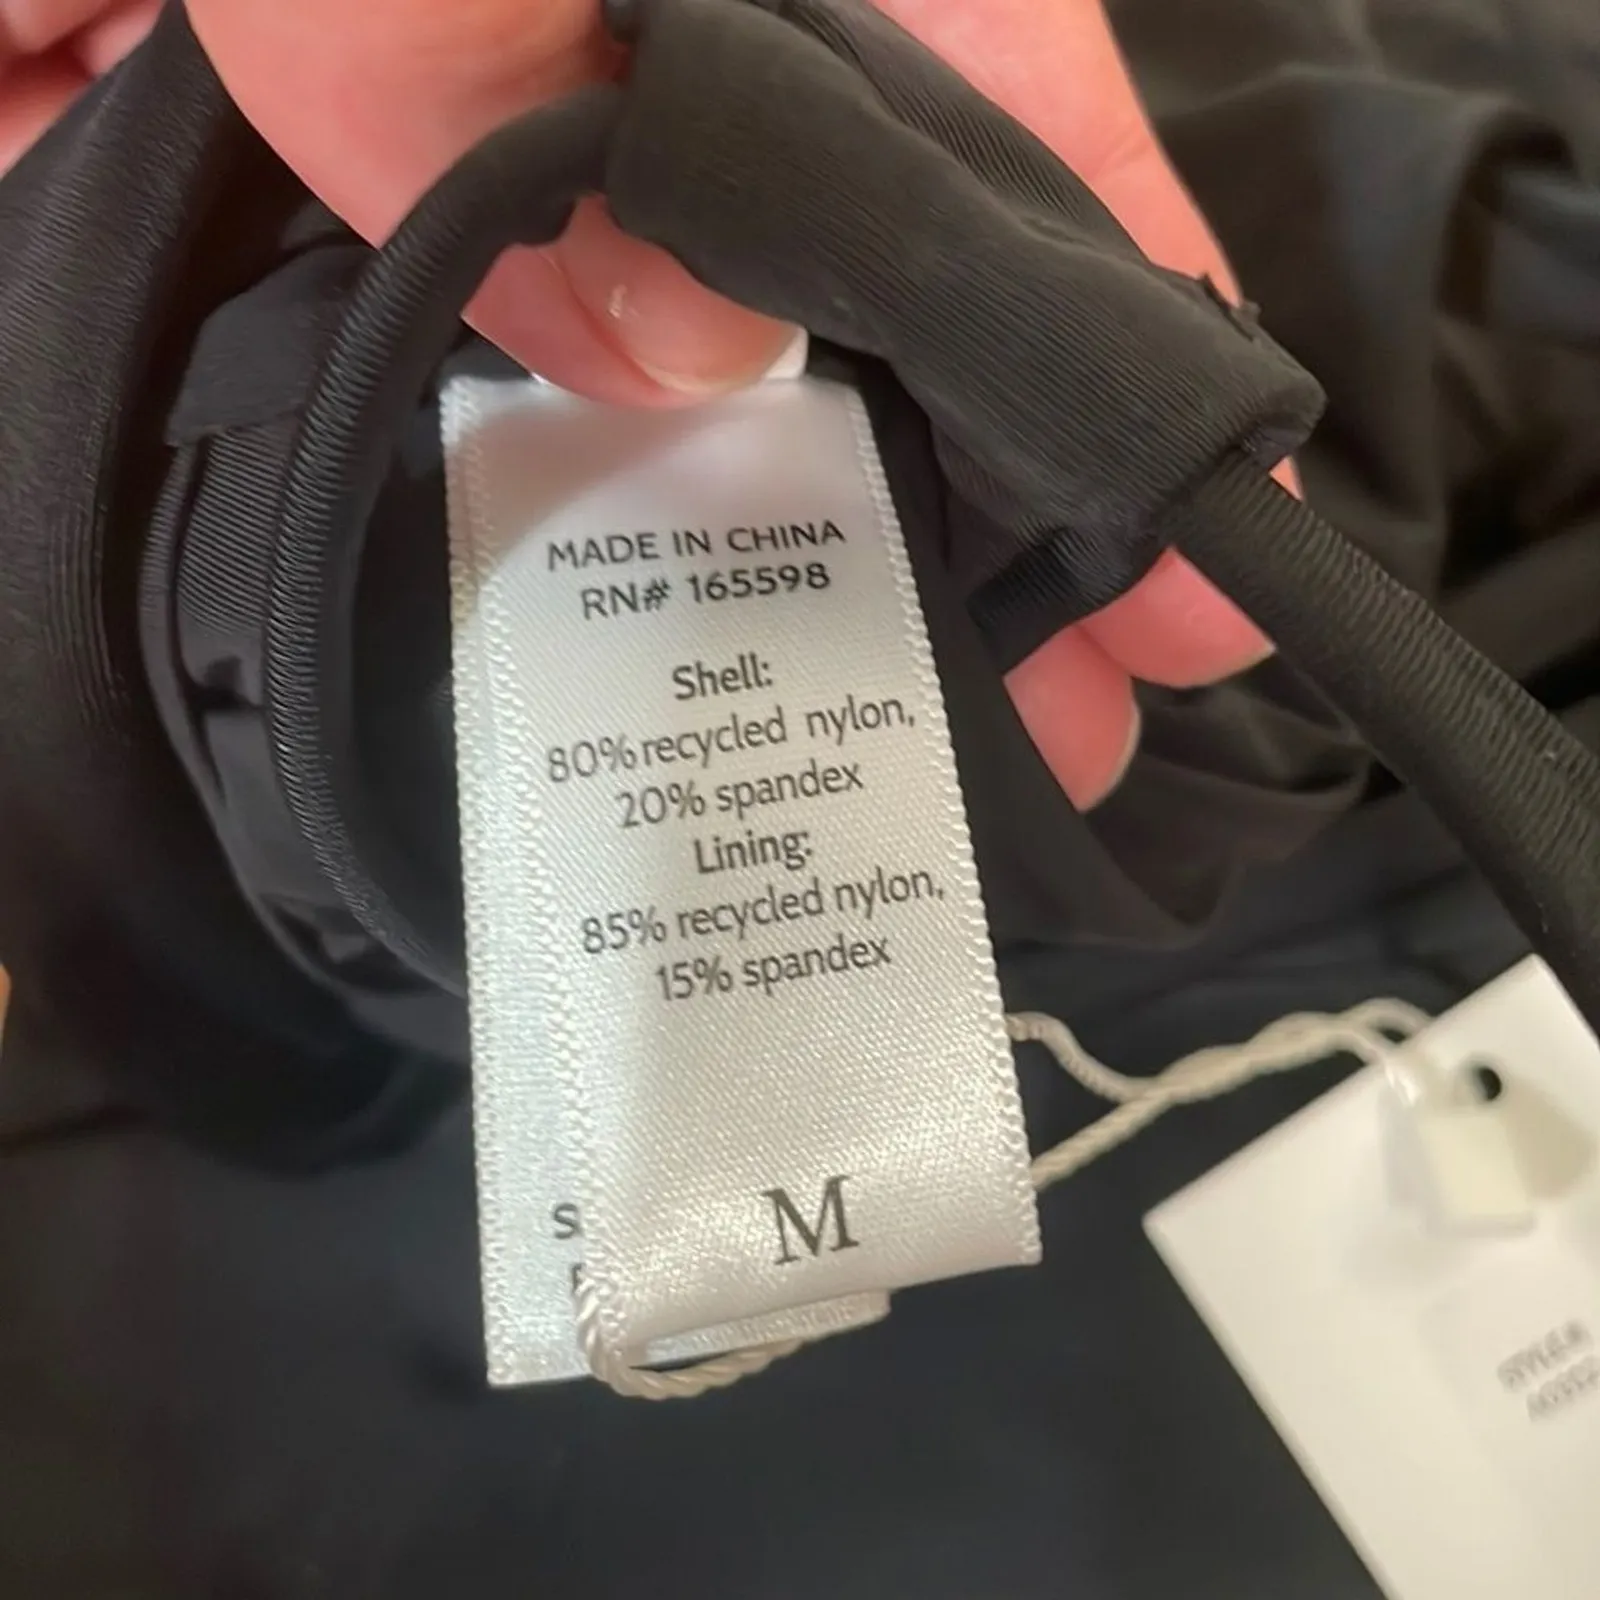 MADE IN CHINA
RN# 165598
Shell:
80% recycled nylon,
20% spandex
Lining:
85% recycled nylon,
15% spandex
M